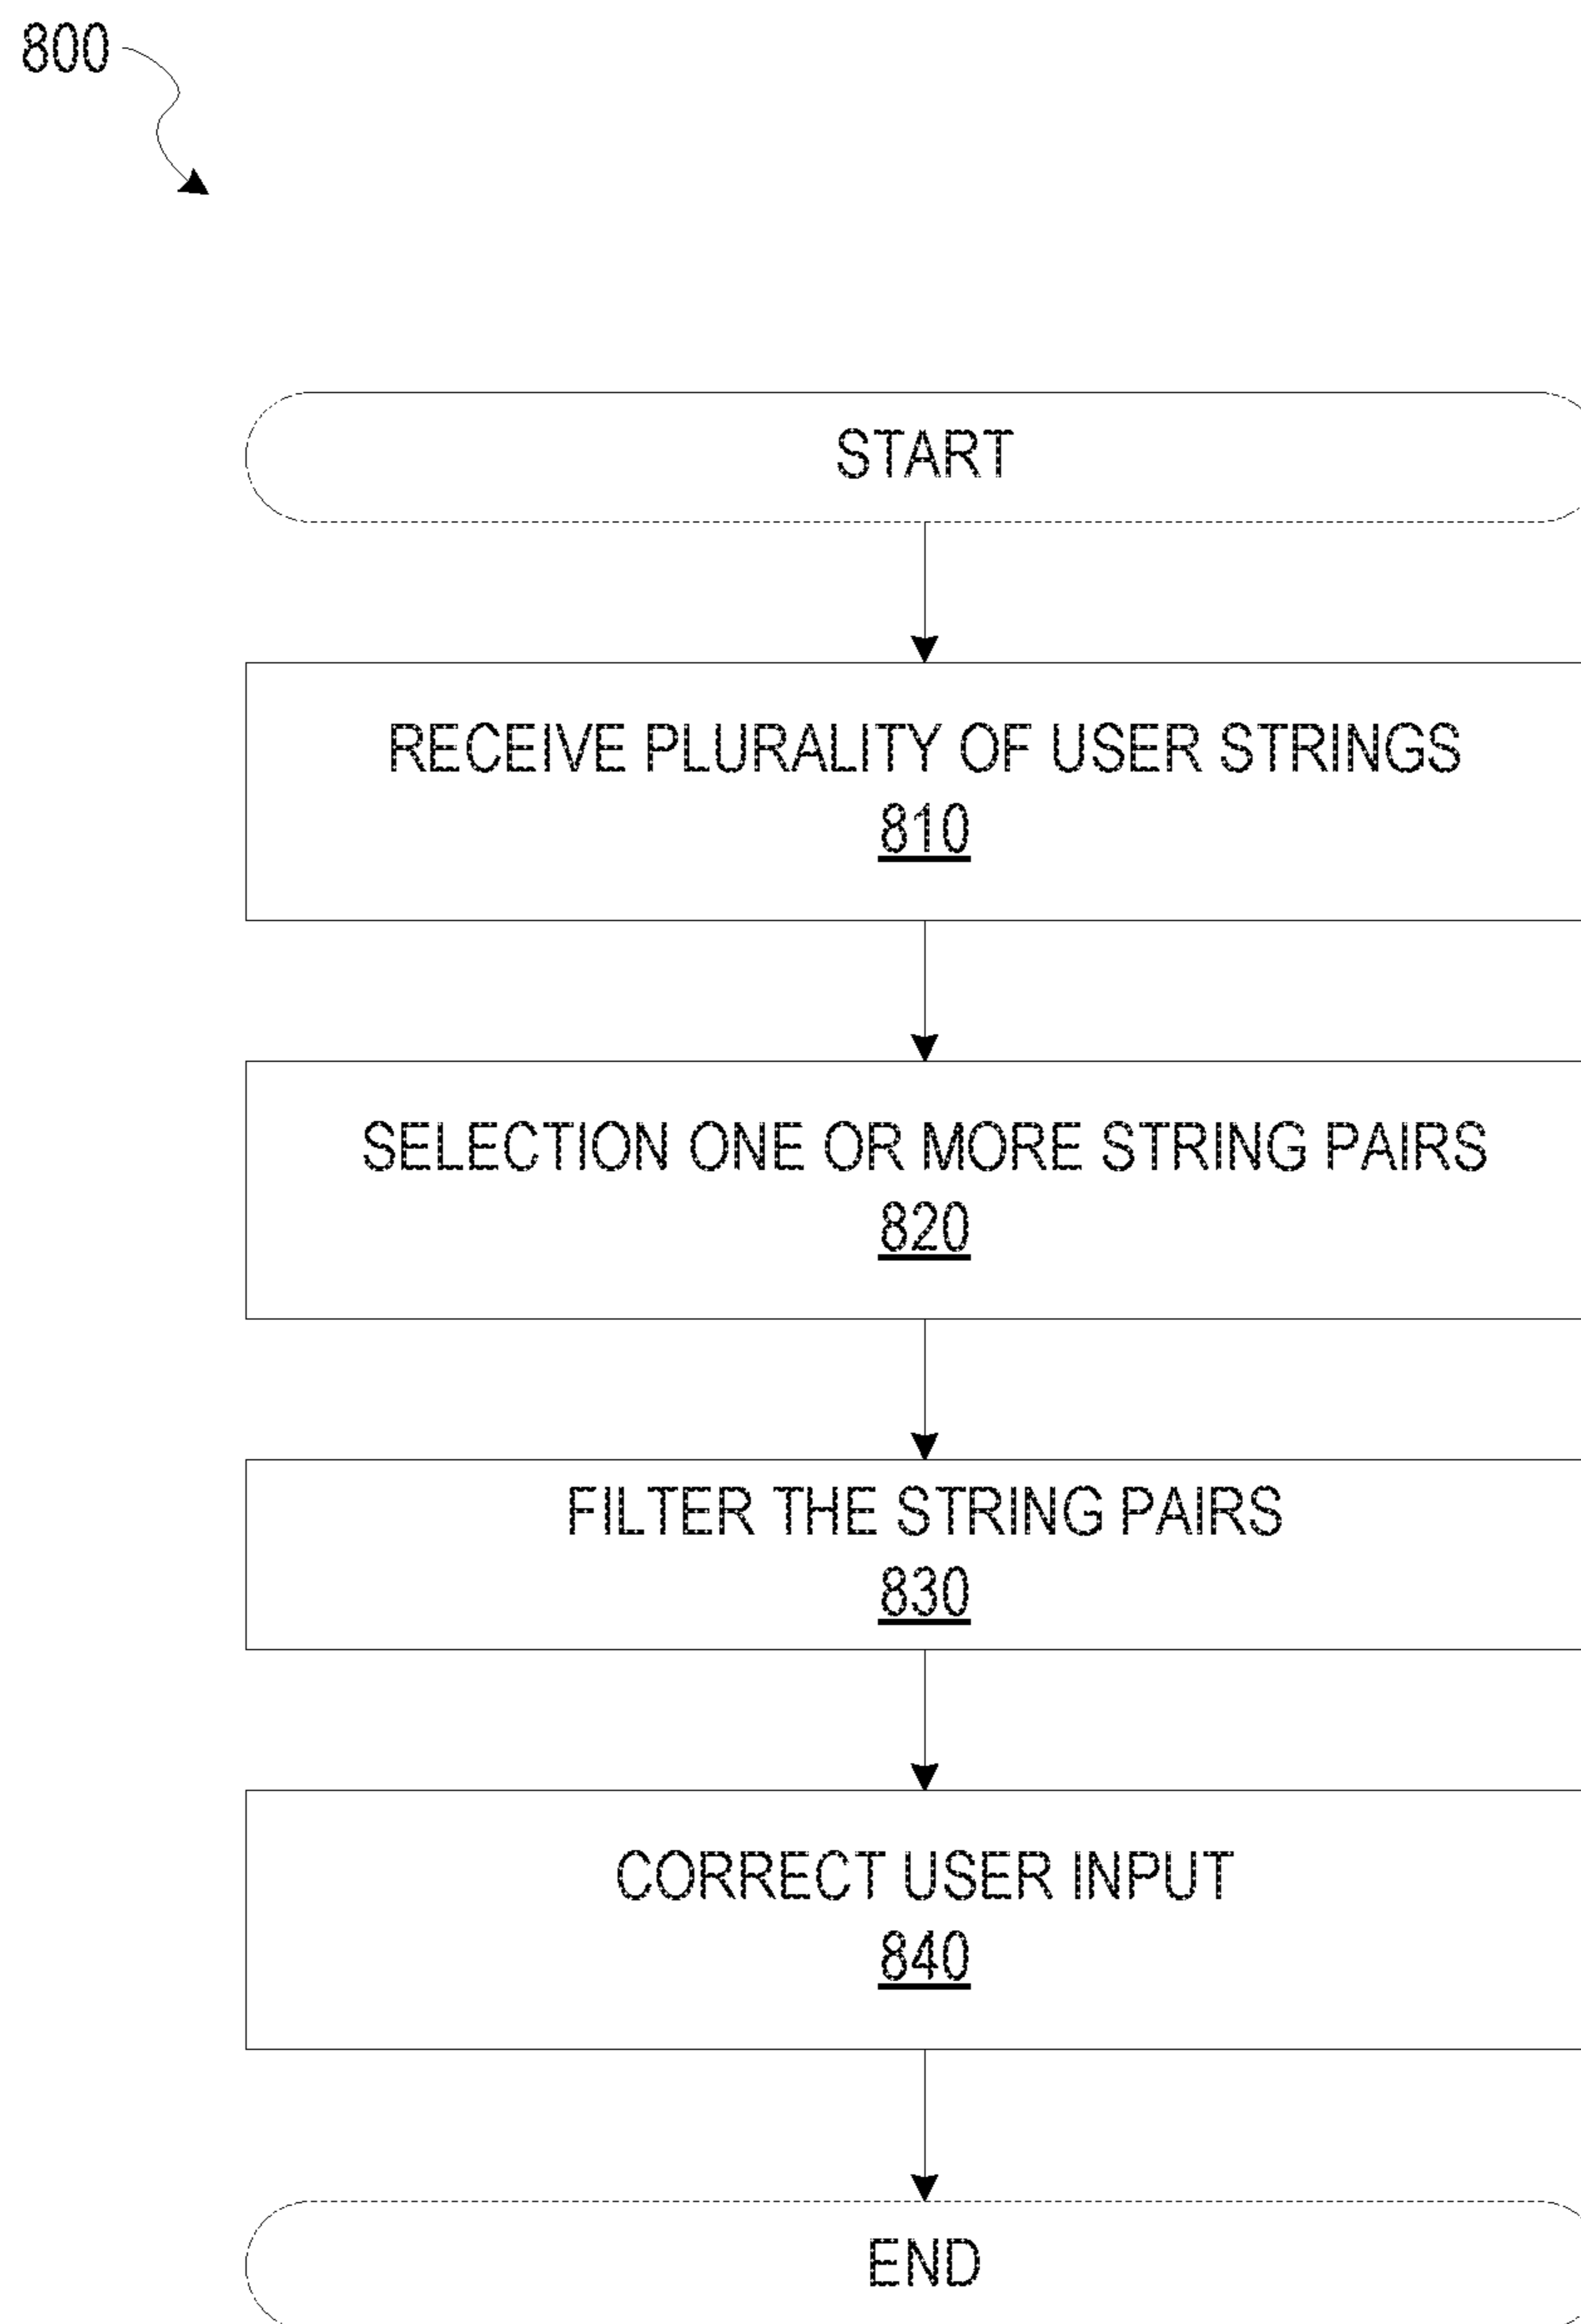 800
START
RECEIVE PLURALITY OF USER STRINGS
810
SELECTION ONE OR MORE STRING PAIRS
820
FILTER THE STRING PAIRS
830
CORRECT USER INPUT
840
END